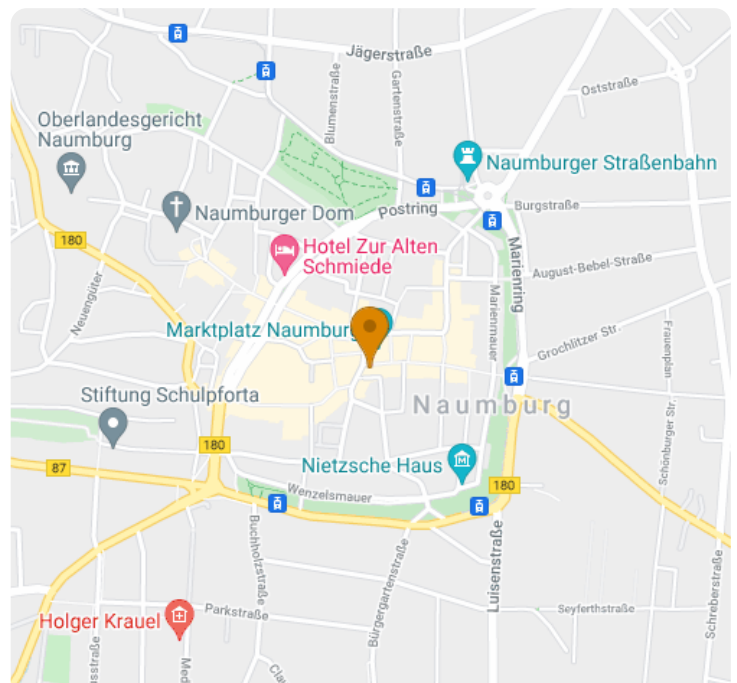 Jägerstraße
Blumenstraße
Gartenstraße
Oststraße
Oberlandesgericht
Naumburg
Naumburger Straßenbahn
Naumburger Dom
Postring
Burgstraße
180
Hotel Zur Alten
Schmiede
Marienring
August-Bebel-Straße
Neuengüter
Marienmauer
Marktplatz Naumburg
Grochlitzer Str.
Frauenplan
Stiftung Schulpforta
Naumburg
Schönburger Str.
180
87
Nietzsche Haus
M
180
Wenzelsmauer
Buchholzstraße
Bürgergartenstraße
Luisenstraße
Schreberstraße
Seyferthstraße
Parkstraße
Holger Krauel